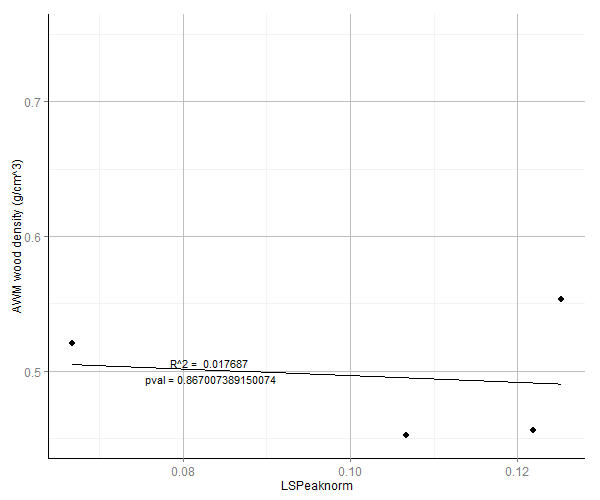 0.7
0.6
0.5
AWM wood density (g/cm^3)
R^2 = 0.017687
pval = 0.867007389150074
0.08
0.10
0.12
LSPeaknorm